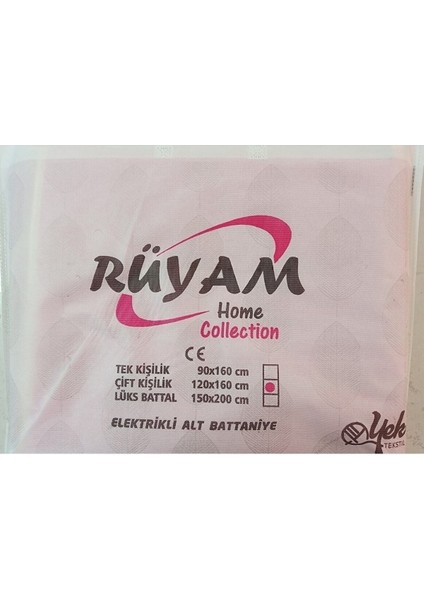 RÜYAM
Home
Collection
CE
TEK KİŞİLİK 90x160 cm
ÇİFT KİŞİLİK 120x160 cm
LÜKS BATTAL 150x200 cm
ELEKTRİKLİ ALT BATTANİYE
Yek
TEKSTİL